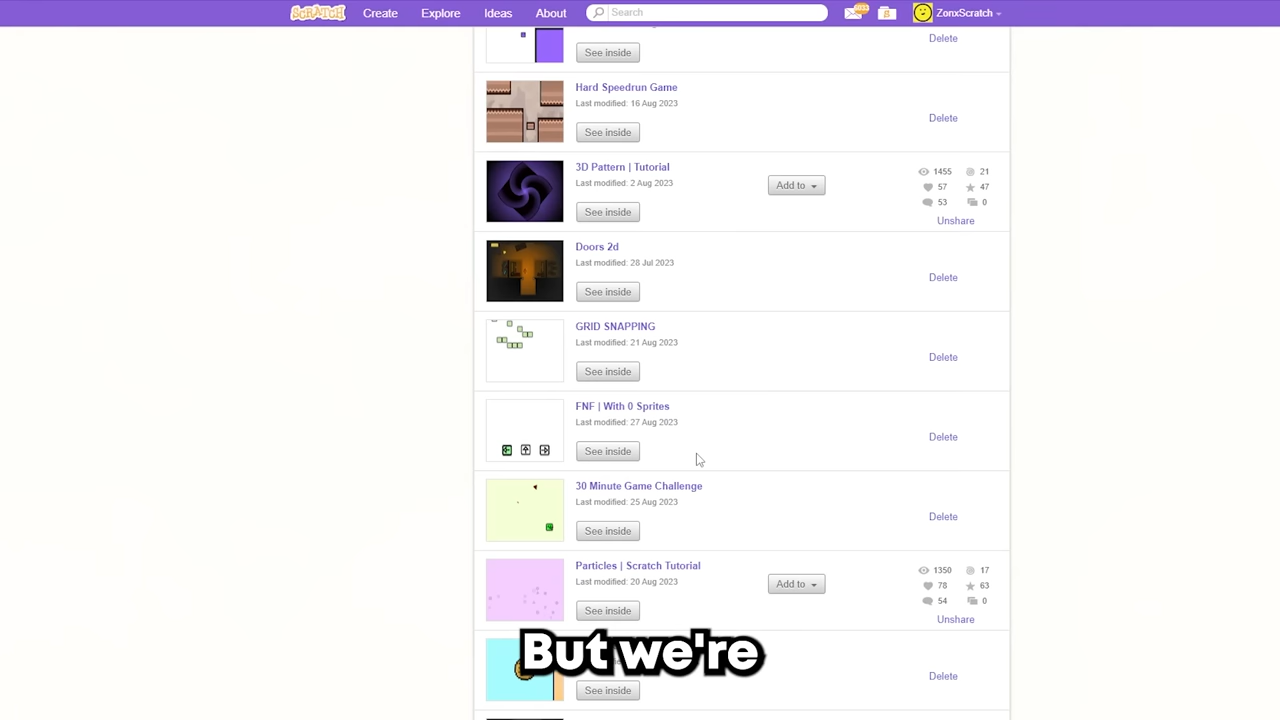 SCRATCH Create Explore Ideas About Search ZonxScratch
See inside
Delete
Hard Speedrun Game
Last modified: 16 Aug 2023
See inside
Delete
3D Pattern | Tutorial
Last modified: 2 Aug 2023
See inside
Add to
1455 21
57 47
53 0
Unshare
Doors 2d
Last modified: 28 Jul 2023
See inside
Delete
GRID SNAPPING
Last modified: 21 Aug 2023
See inside
Delete
FNF | With 0 Sprites
Last modified: 27 Aug 2023
See inside
Delete
30 Minute Game Challenge
Last modified: 25 Aug 2023
See inside
Delete
Particles | Scratch Tutorial
Last modified: 20 Aug 2023
See inside
Add to
1350 17
78 63
54 0
Unshare
But we're
See inside
Delete